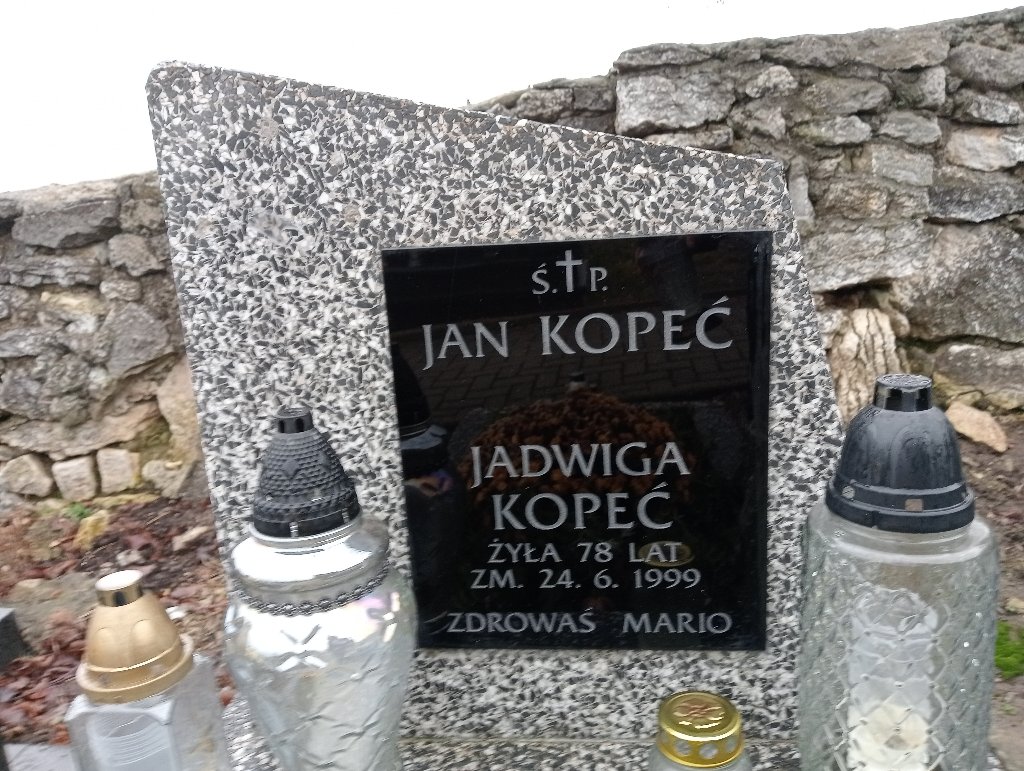 Ś. P.
JAN KOPEĆ
JADWIGA
KOPEĆ
ŻYŁA 78 LAT
ZM. 24. 6. 1999
ZDROWAŚ MARIO